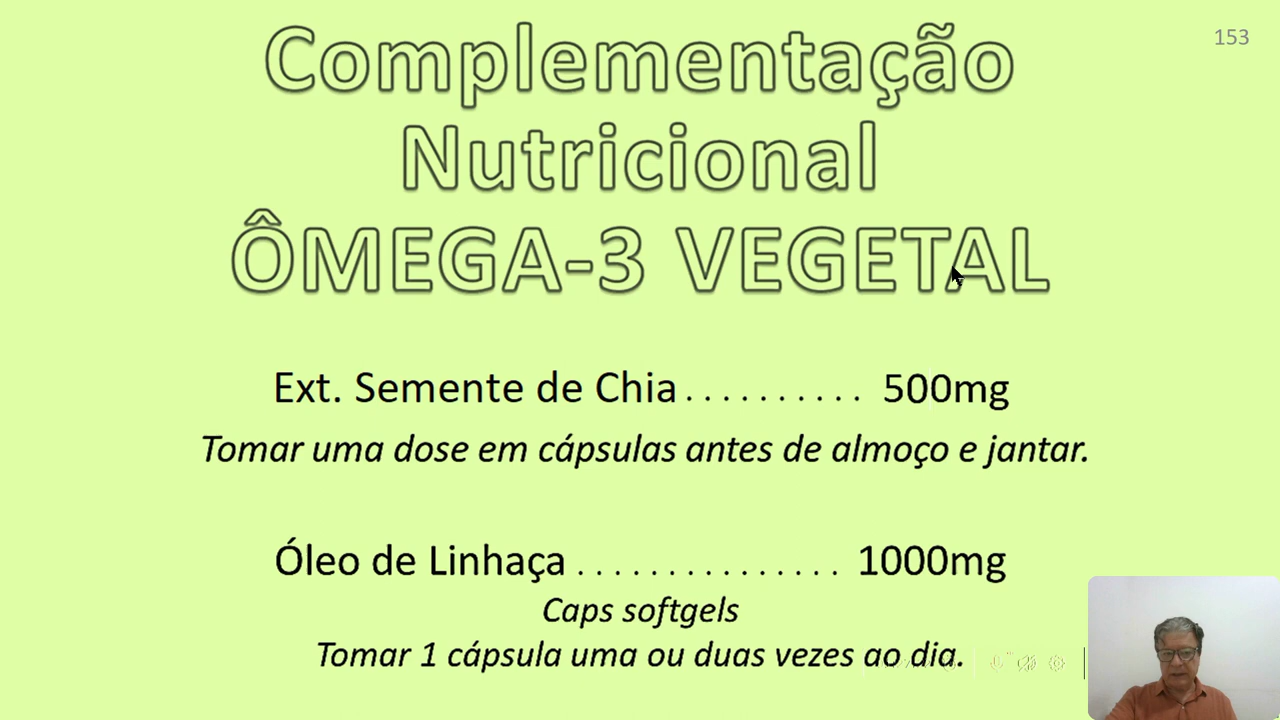 153
Complementação
Nutricional
ÔMEGA-3 VEGETAL
Ext. Semente de Chia.......... 500mg
Tomar uma dose em cápsulas antes de almoço e jantar.
Óleo de Linhaça ............... 1000mg
Caps softgels
Tomar 1 cápsula uma ou duas vezes ao dia.